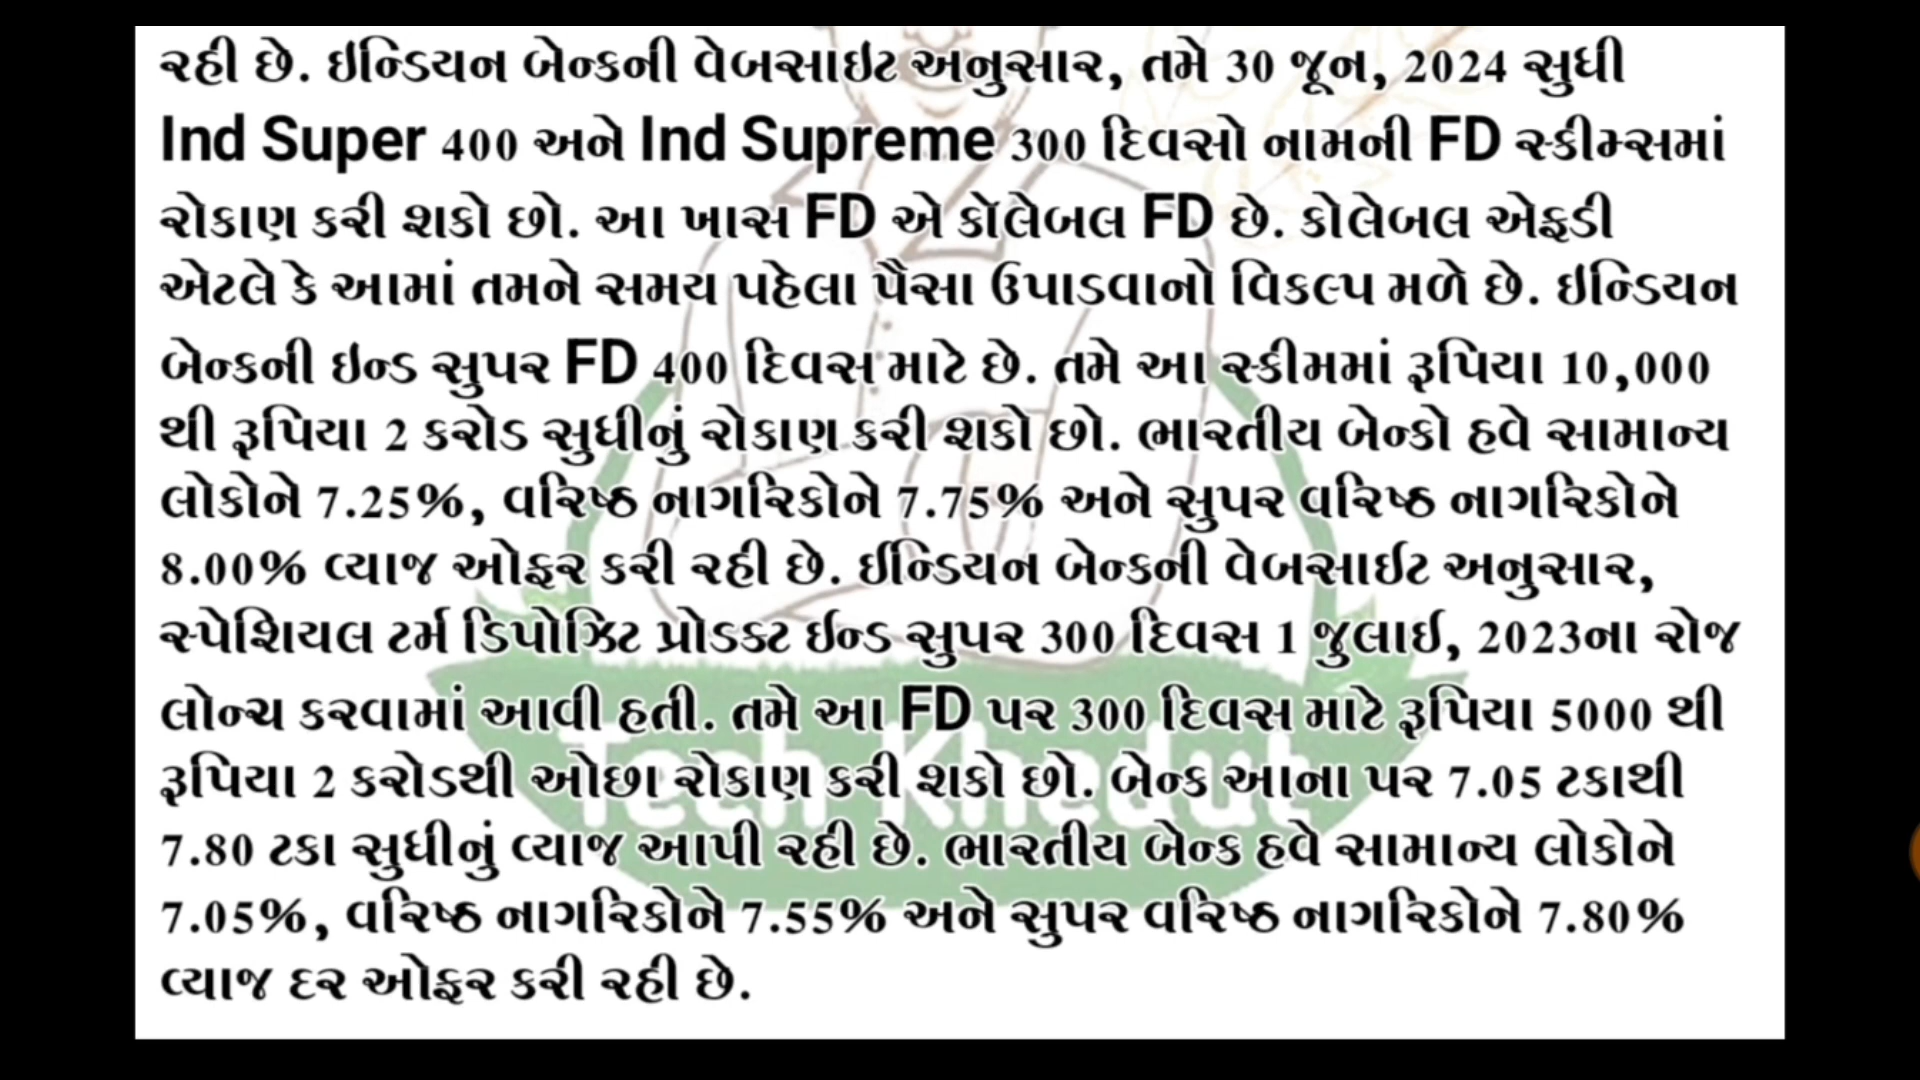 રહી છે. ઇન્ડિયન બેન્કની વેબસાઇટ અનુસાર, તમે 30 જૂન, 2024 સુધી
Ind Super 400 અને Ind Supreme 300 દિવસો નામની FD સ્કીમ્સમાં
રોકાણ કરી શકો છો. આ ખાસ FD એ કૉલેબલ FD છે. કોલેબલ એફડી
એટલે કે આમાં તમને સમય પહેલા પૈસા ઉપાડવાનો વિકલ્પ મળે છે. ઇન્ડિયન
બેન્કની ઇન્ડ સુપર FD 400 દિવસ માટે છે. તમે આ સ્કીમમાં રૂપિયા 10,000
થી રૂપિયા 2 કરોડ સુધીનું રોકાણ કરી શકો છો. ભારતીય બેન્કો હવે સામાન્ય
લોકોને 7.25%, વરિષ્ઠ નાગરિકોને 7.75% અને સુપર વરિષ્ઠ નાગરિકોને
8.00% વ્યાજ ઓફર કરી રહી છે. ઈન્ડિયન બેન્કની વેબસાઈટ અનુસાર,
સ્પેશિયલ ટર્મ ડિપોઝિટ પ્રોડક્ટ ઈન્ડ સુપર 300 દિવસ 1 જુલાઈ, 2023ના રોજ
લોન્ચ કરવામાં આવી હતી. તમે આ FD પર 300 દિવસ માટે રૂપિયા 5000 થી
રૂપિયા 2 કરોડથી ઓછા રોકાણ કરી શકો છો. બેન્ક આના પર 7.05 ટકાથી
7.80 ટકા સુધીનું વ્યાજ આપી રહી છે. ભારતીય બેન્ક હવે સામાન્ય લોકોને
7.05%, વરિષ્ઠ નાગરિકોને 7.55% અને સુપર વરિષ્ઠ નાગરિકોને 7.80%
વ્યાજ દર ઓફર કરી રહી છે.
Tech Khedut